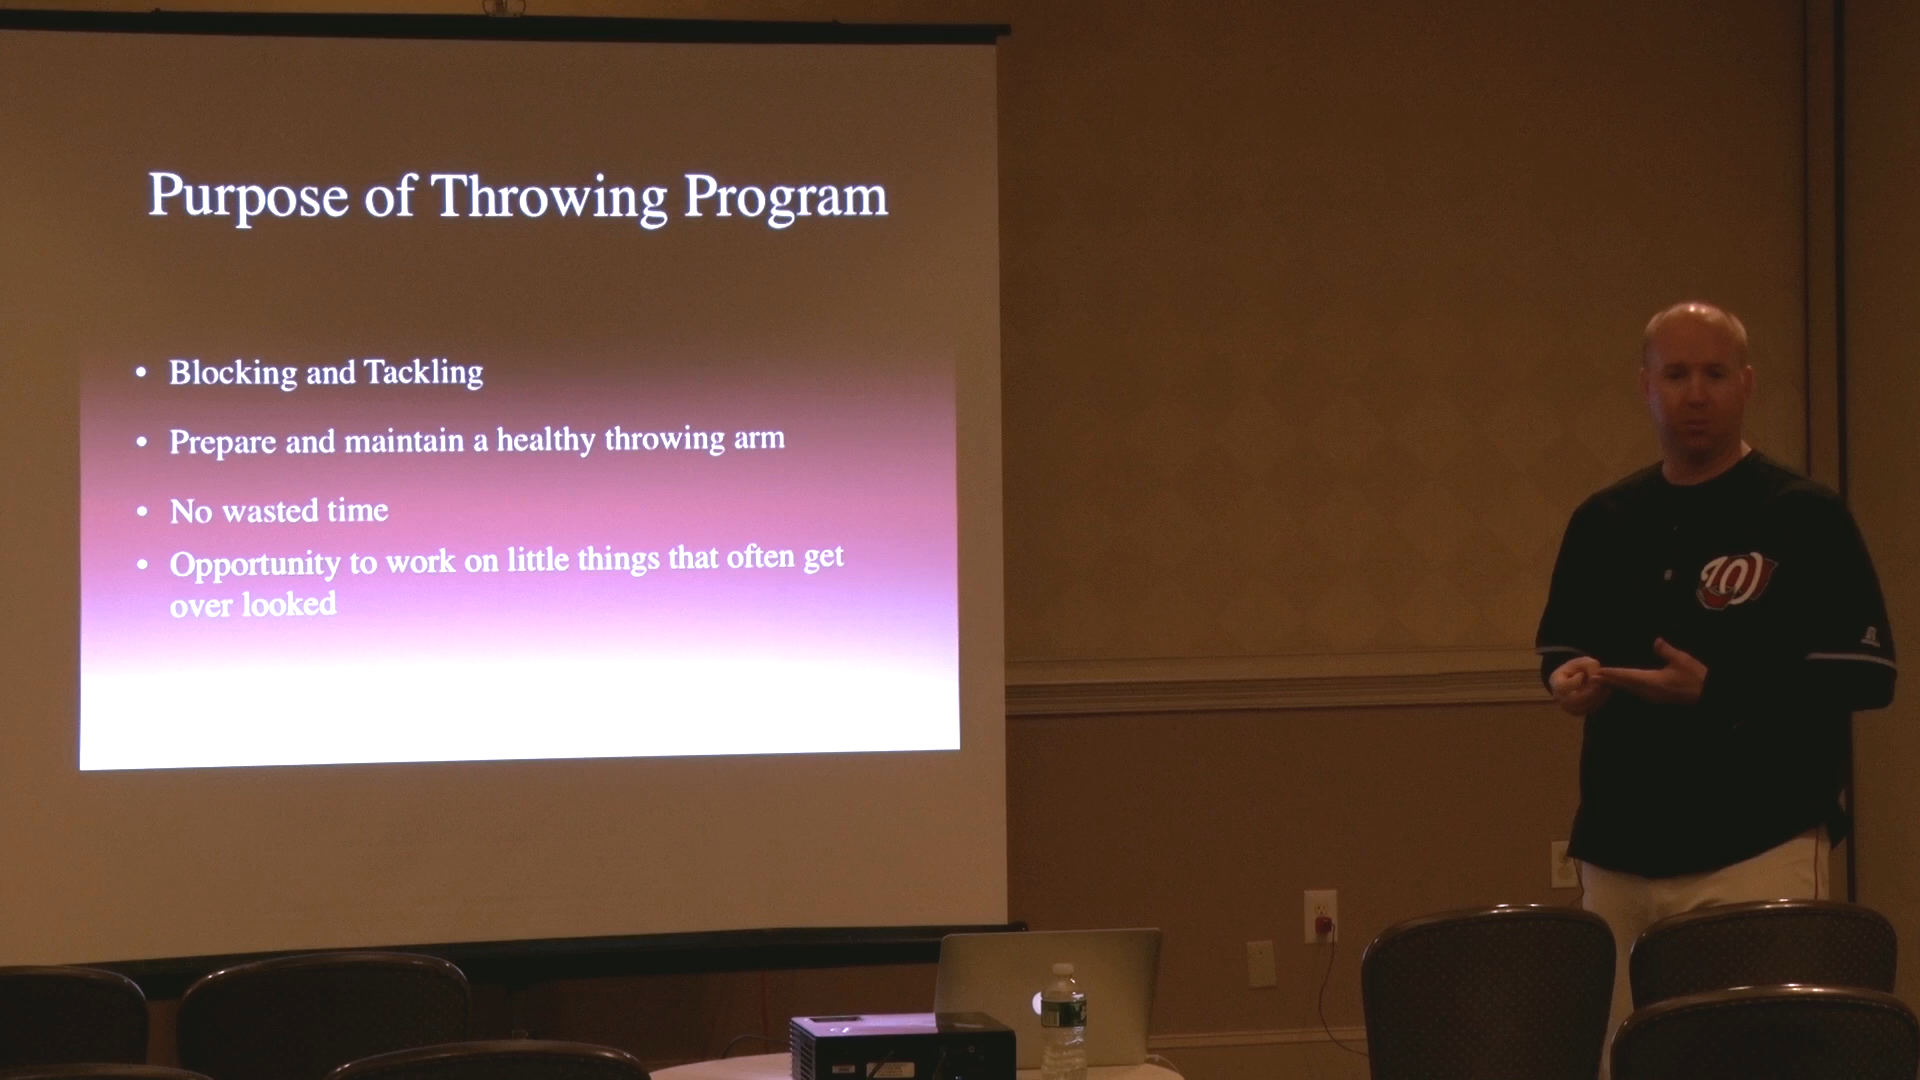 Purpose of Throwing Program
• Blocking and Tackling
• Prepare and maintain a healthy throwing arm
• No wasted time
• Opportunity to work on little things that often get
over looked
W